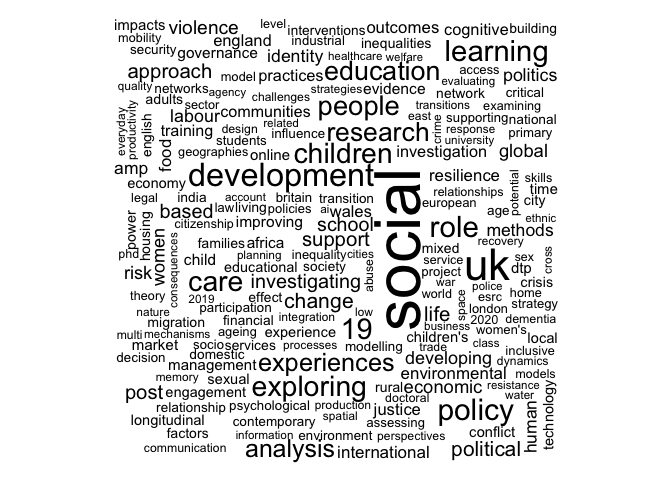 impacts violence level interventions outcomes cognitive building
mobility england industrial inequalities learning
security governance identity healthcare welfare
approach model practices education access politics
quality networks agency strategies evidence evaluating
adults sector challenges people network critical
everyday productivity english labour communities transitions examining
food training design related influence research east supporting national
students crime response primary
university
geographies online children investigation global
amp development resilience skills
economy relationships potential time
legal india account britain transition social european city
based law living policies ai wales age ethnic
power housing citizenship improving school role methods
women families africa support mixed recovery
phd child planning inequality cities service uk sex cross
risk consequences educational society abuse project dtp
care investigating war police crisis
theory 2019 effect change world space esrc home
nature participation low life london strategy
migration financial integration 19 business 2020 dementia
multi mechanisms ageing experience children's women's local
market socio services processes modelling trade class inclusive
decision domestic experiences developing dynamics
management environmental models
memory sexual exploring rural economic resistance
post engagement doctoral water technology
relationship psychological production justice policy human
longitudinal contemporary spatial assessing
factors information environment perspectives conflict
communication analysis international political